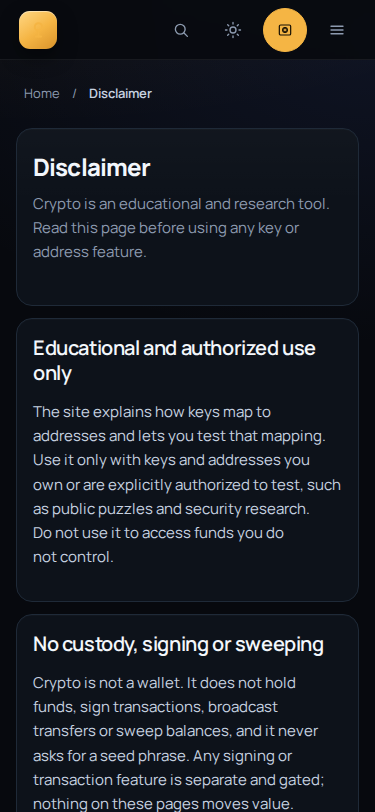 Home / Disclaimer
Disclaimer
Crypto is an educational and research tool.
Read this page before using any key or
address feature.
Educational and authorized use
only
The site explains how keys map to
addresses and lets you test that mapping.
Use it only with keys and addresses you
own or are explicitly authorized to test, such
as public puzzles and security research.
Do not use it to access funds you do
not control.
No custody, signing or sweeping
Crypto is not a wallet. It does not hold
funds, sign transactions, broadcast
transfers or sweep balances, and it never
asks for a seed phrase. Any signing or
transaction feature is separate and gated;
nothing on these pages moves value.